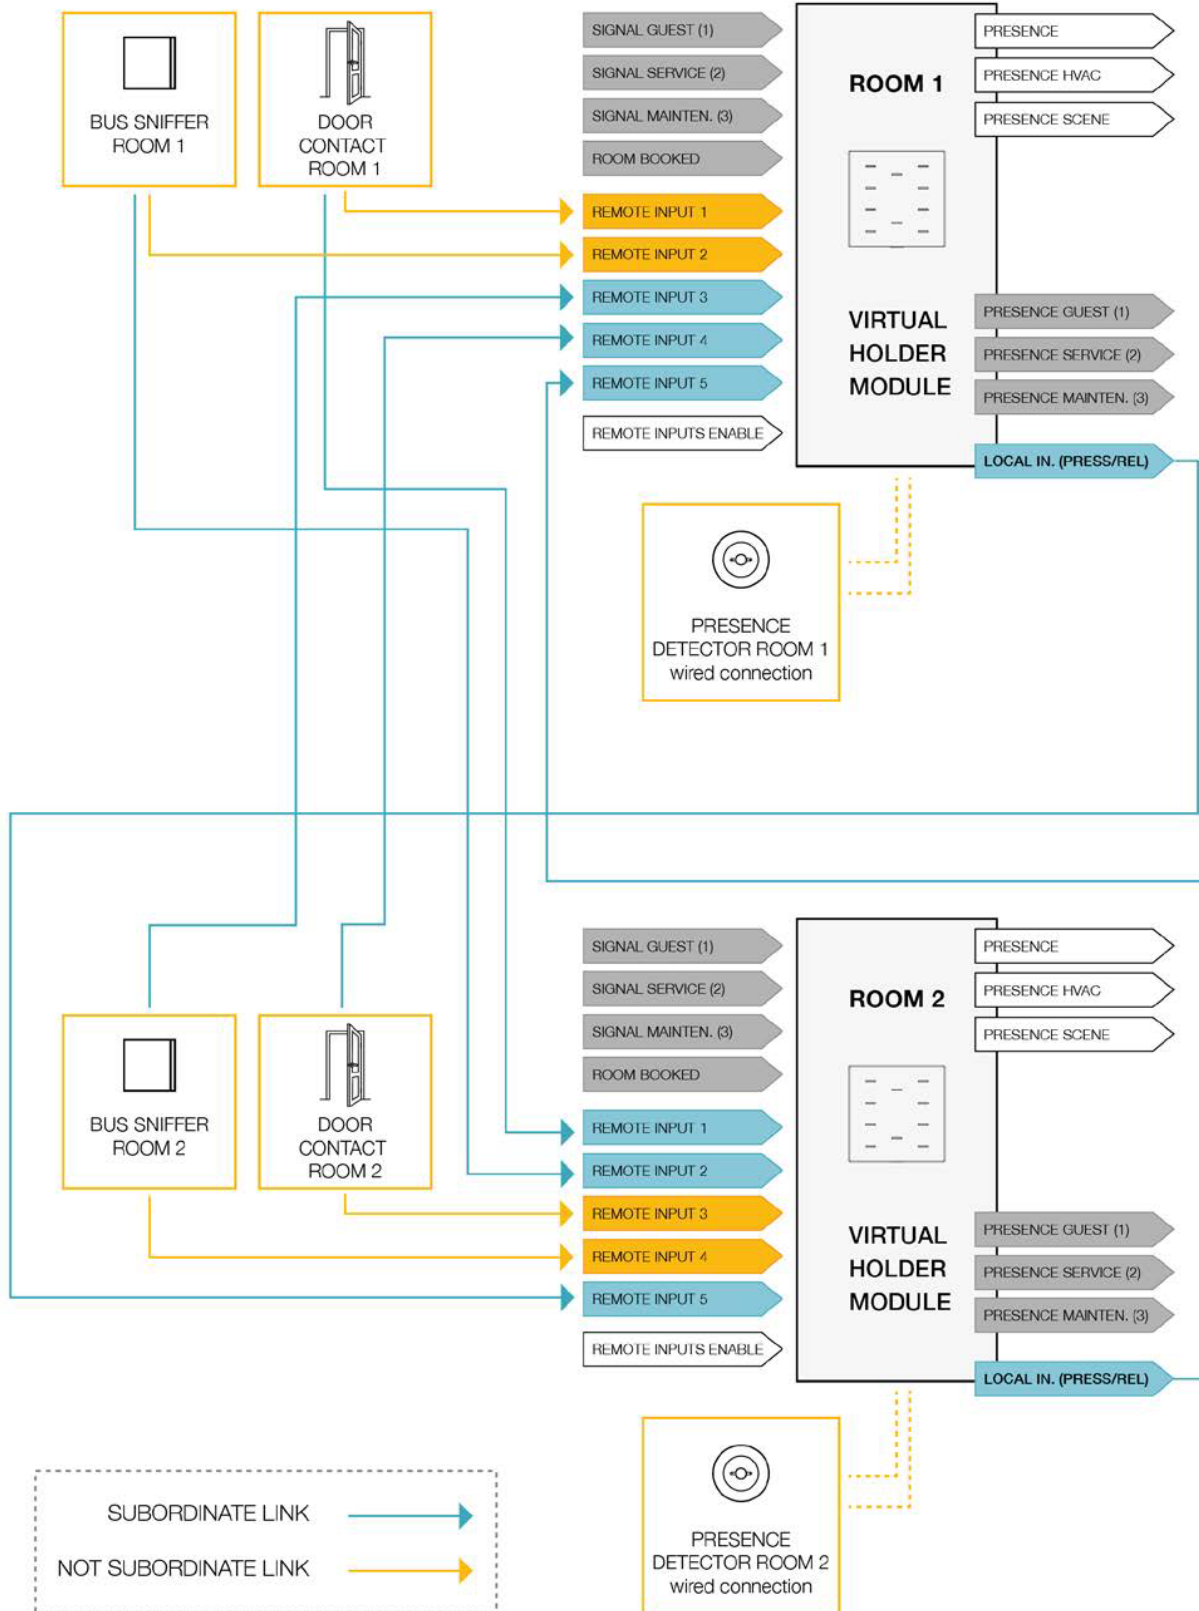 BUS SNIFFER
ROOM 1
DOOR
CONTACT
ROOM 1
SIGNAL GUEST (1)
SIGNAL SERVICE (2)
SIGNAL MAINTEN. (3)
ROOM BOOKED
REMOTE INPUT 1
REMOTE INPUT 2
REMOTE INPUT 3
REMOTE INPUT 4
REMOTE INPUT 5
REMOTE INPUTS ENABLE
ROOM 1
VIRTUAL
HOLDER
MODULE
PRESENCE
PRESENCE HVAC
PRESENCE SCENE
PRESENCE GUEST (1)
PRESENCE SERVICE (2)
PRESENCE MAINTEN. (3)
LOCAL IN. (PRESS/REL)
PRESENCE
DETECTOR ROOM 1
wired connection
BUS SNIFFER
ROOM 2
DOOR
CONTACT
ROOM 2
SIGNAL GUEST (1)
SIGNAL SERVICE (2)
SIGNAL MAINTEN. (3)
ROOM BOOKED
REMOTE INPUT 1
REMOTE INPUT 2
REMOTE INPUT 3
REMOTE INPUT 4
REMOTE INPUT 5
REMOTE INPUTS ENABLE
ROOM 2
VIRTUAL
HOLDER
MODULE
PRESENCE
PRESENCE HVAC
PRESENCE SCENE
PRESENCE GUEST (1)
PRESENCE SERVICE (2)
PRESENCE MAINTEN. (3)
LOCAL IN. (PRESS/REL)
PRESENCE
DETECTOR ROOM 2
wired connection
SUBORDINATE LINK
NOT SUBORDINATE LINK